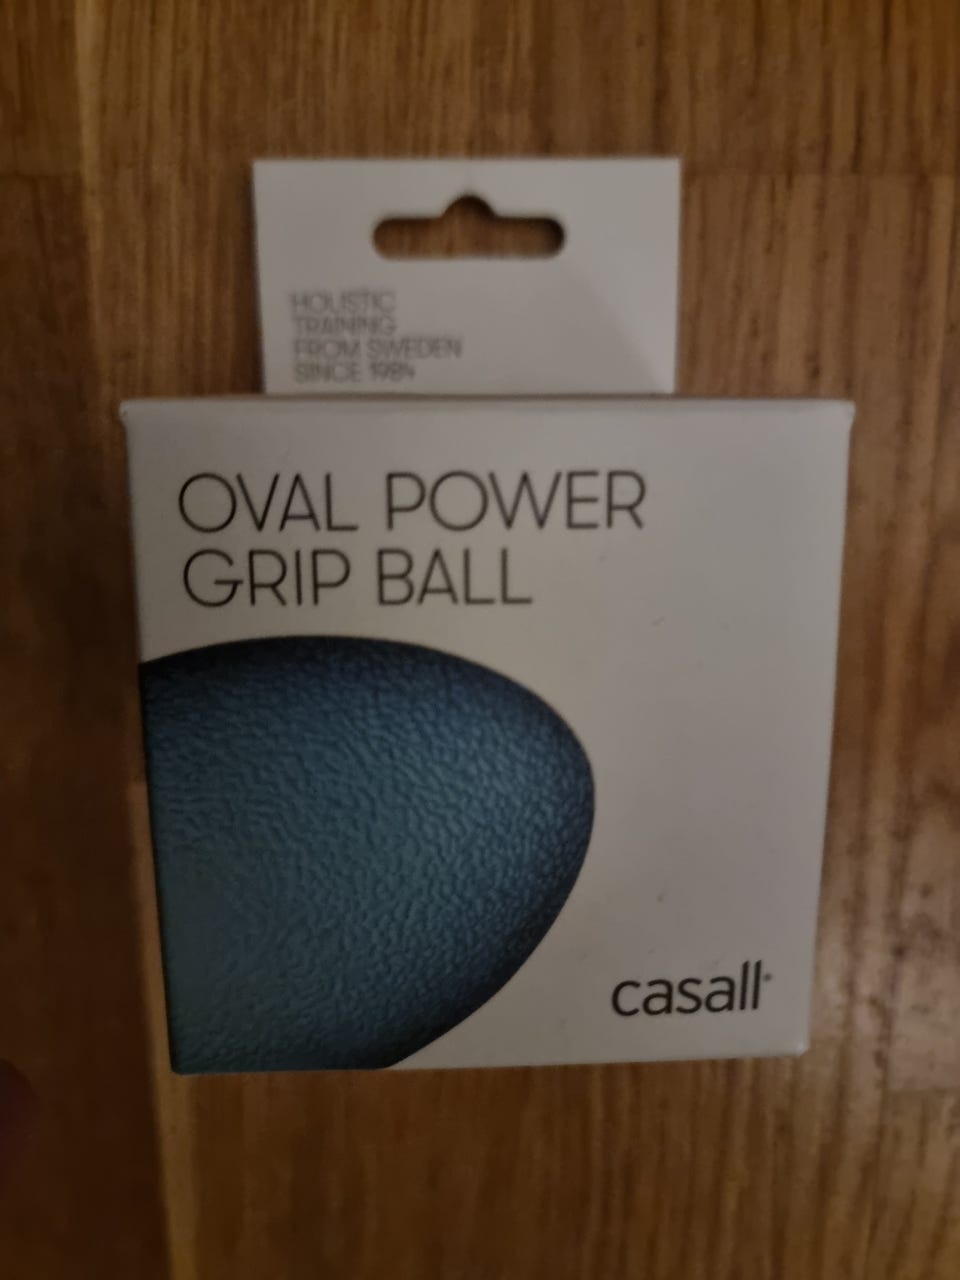 HOLISTIC
TRAINING
FROM SWEDEN
SINCE 1984
OVAL POWER
GRIP BALL
casall